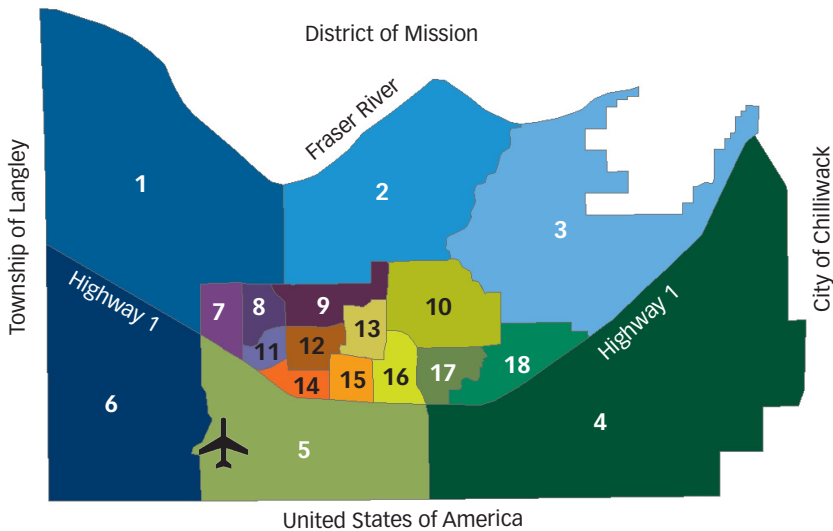 District of Mission
Fraser River
Township of Langley
City of Chilliwack
1
2
3
Highway 1
7
8
9
10
13
11
12
Highway 1
14
15
16
17
18
6
5
4
United States of America